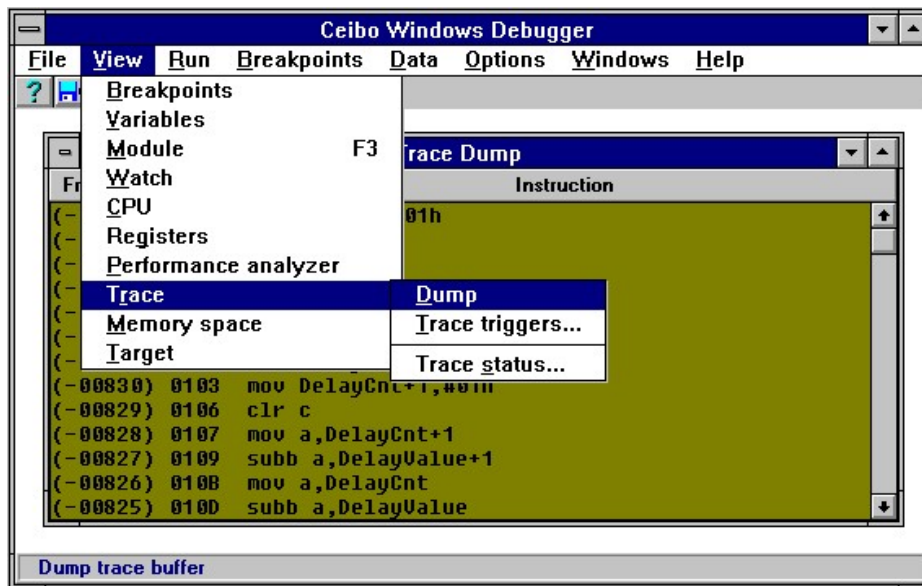 Ceibo Windows Debugger
File View Run Breakpoints Data Options Windows Help
?
Breakpoints
Variables
Module F3
Watch
CPU
Registers
Performance analyzer
Trace
Memory space
Target
Dump
Trace triggers...
Trace status...
Trace Dump
Fr Instruction
(- 01h
(-
(-
(-
(-
(-
(-
(-00830) 0103 mov DelayCnt+1,#01h
(-00829) 0106 clr c
(-00828) 0107 mov a,DelayCnt+1
(-00827) 0109 subb a,DelayValue+1
(-00826) 010B mov a,DelayCnt
(-00825) 010D subb a,DelayValue
Dump trace buffer